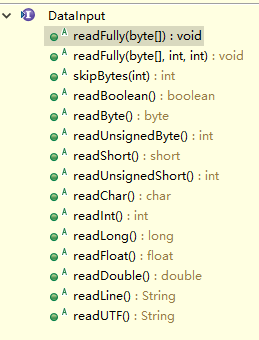 DataInput
readFully(byte[]) : void
readFully(byte[], int, int) : void
skipBytes(int) : int
readBoolean() : boolean
readByte() : byte
readUnsignedByte() : int
readShort() : short
readUnsignedShort() : int
readChar() : char
readInt() : int
readLong() : long
readFloat() : float
readDouble() : double
readLine() : String
readUTF() : String